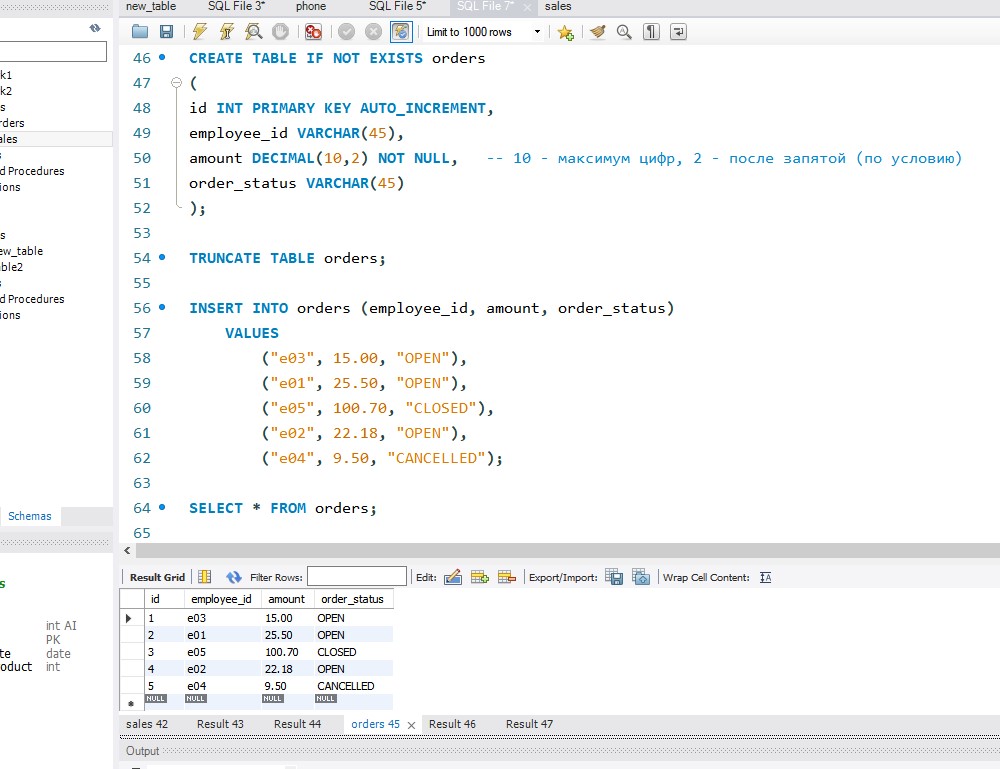 new_table SQL File 3* phone SQL File 5* SQL File 7* sales
Limit to 1000 rows
46 CREATE TABLE IF NOT EXISTS orders
47 (
48 id INT PRIMARY KEY AUTO_INCREMENT,
49 employee_id VARCHAR(45),
50 amount DECIMAL(10,2) NOT NULL, -- 10 - максимум цифр, 2 - после запятой (по условию)
51 order_status VARCHAR(45)
52 );
53
54 TRUNCATE TABLE orders;
55
56 INSERT INTO orders (employee_id, amount, order_status)
57 VALUES
58 ("e03", 15.00, "OPEN"),
59 ("e01", 25.50, "OPEN"),
60 ("e05", 100.70, "CLOSED"),
61 ("e02", 22.18, "OPEN"),
62 ("e04", 9.50, "CANCELLED");
63
64 SELECT * FROM orders;
65
k1
k2
s
rders
ales
d Procedures
ions
s
ew_table
ble2
d Procedures
ions
Schemas
s
int AI
PK
te date
oduct int
Result Grid Filter Rows: Edit: Export/Import: Wrap Cell Content:
id employee_id amount order_status
1 e03 15.00 OPEN
2 e01 25.50 OPEN
3 e05 100.70 CLOSED
4 e02 22.18 OPEN
5 e04 9.50 CANCELLED
NULL NULL NULL NULL
sales 42 Result 43 Result 44 orders 45 Result 46 Result 47
Output